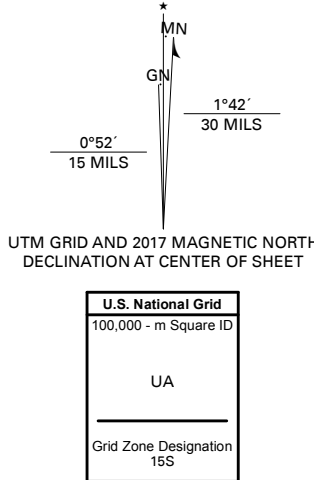 ★
MN
GN
1°42´
30 MILS
0°52´
15 MILS
UTM GRID AND 2017 MAGNETIC NORTH
DECLINATION AT CENTER OF SHEET
U.S. National Grid
100,000 - m Square ID
UA
Grid Zone Designation
15S